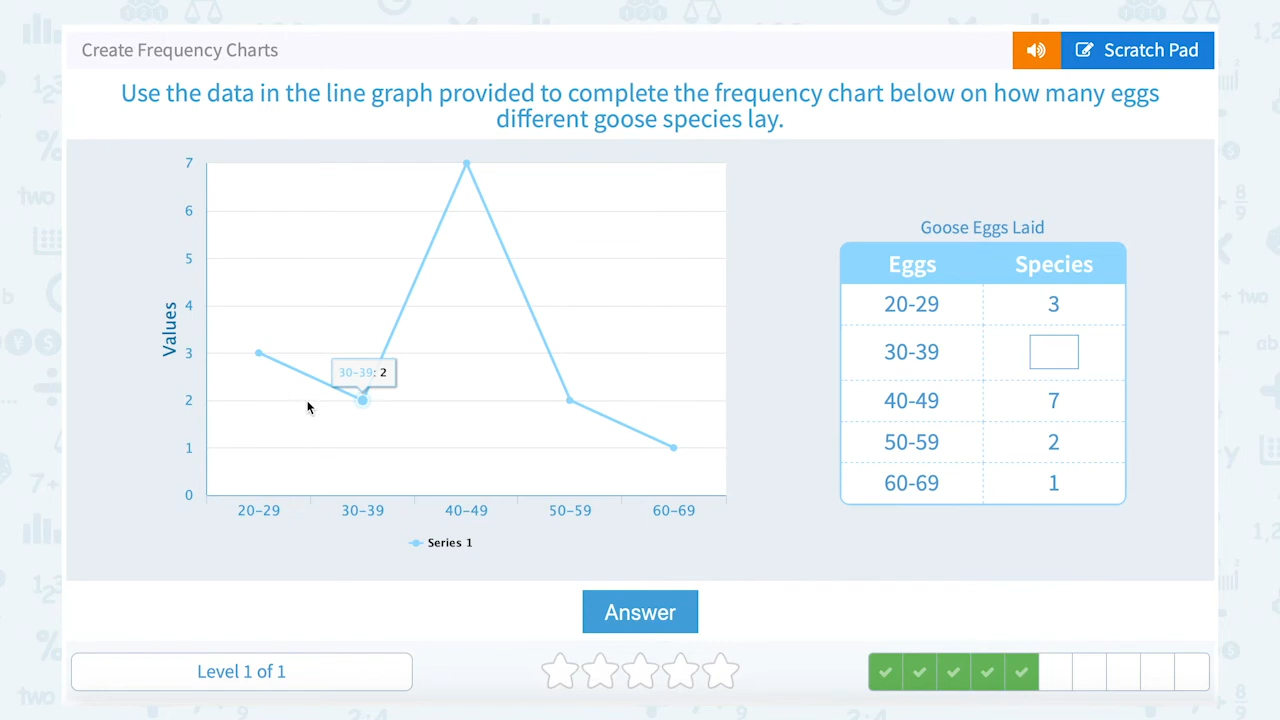 Create Frequency Charts
Scratch Pad
Use the data in the line graph provided to complete the frequency chart below on how many eggs
different goose species lay.
7
6
5
4
3
2
1
0
Values
30–39: 2
20–29 30–39 40–49 50–59 60–69
Series 1
Goose Eggs Laid
Eggs Species
20-29 3
30-39
40-49 7
50-59 2
60-69 1
Answer
Level 1 of 1